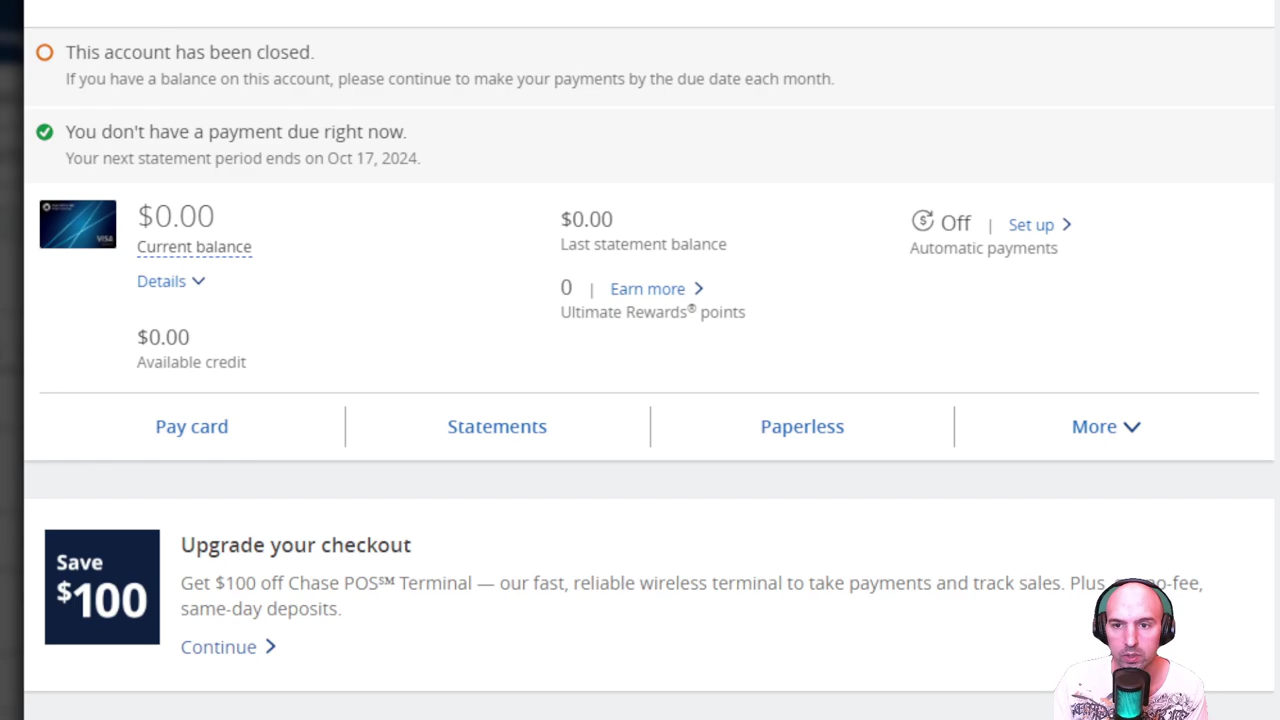 This account has been closed.
If you have a balance on this account, please continue to make your payments by the due date each month.
You don't have a payment due right now.
Your next statement period ends on Oct 17, 2024.
VISA
$0.00
Current balance
Details
$0.00
Available credit
$0.00
Last statement balance
0 | Earn more
Ultimate Rewards® points
Off | Set up
Automatic payments
Pay card
Statements
Paperless
More
Save
$100
Upgrade your checkout
Get $100 off Chase POS℠ Terminal — our fast, reliable wireless terminal to take payments and track sales. Plus, no-fee,
same-day deposits.
Continue